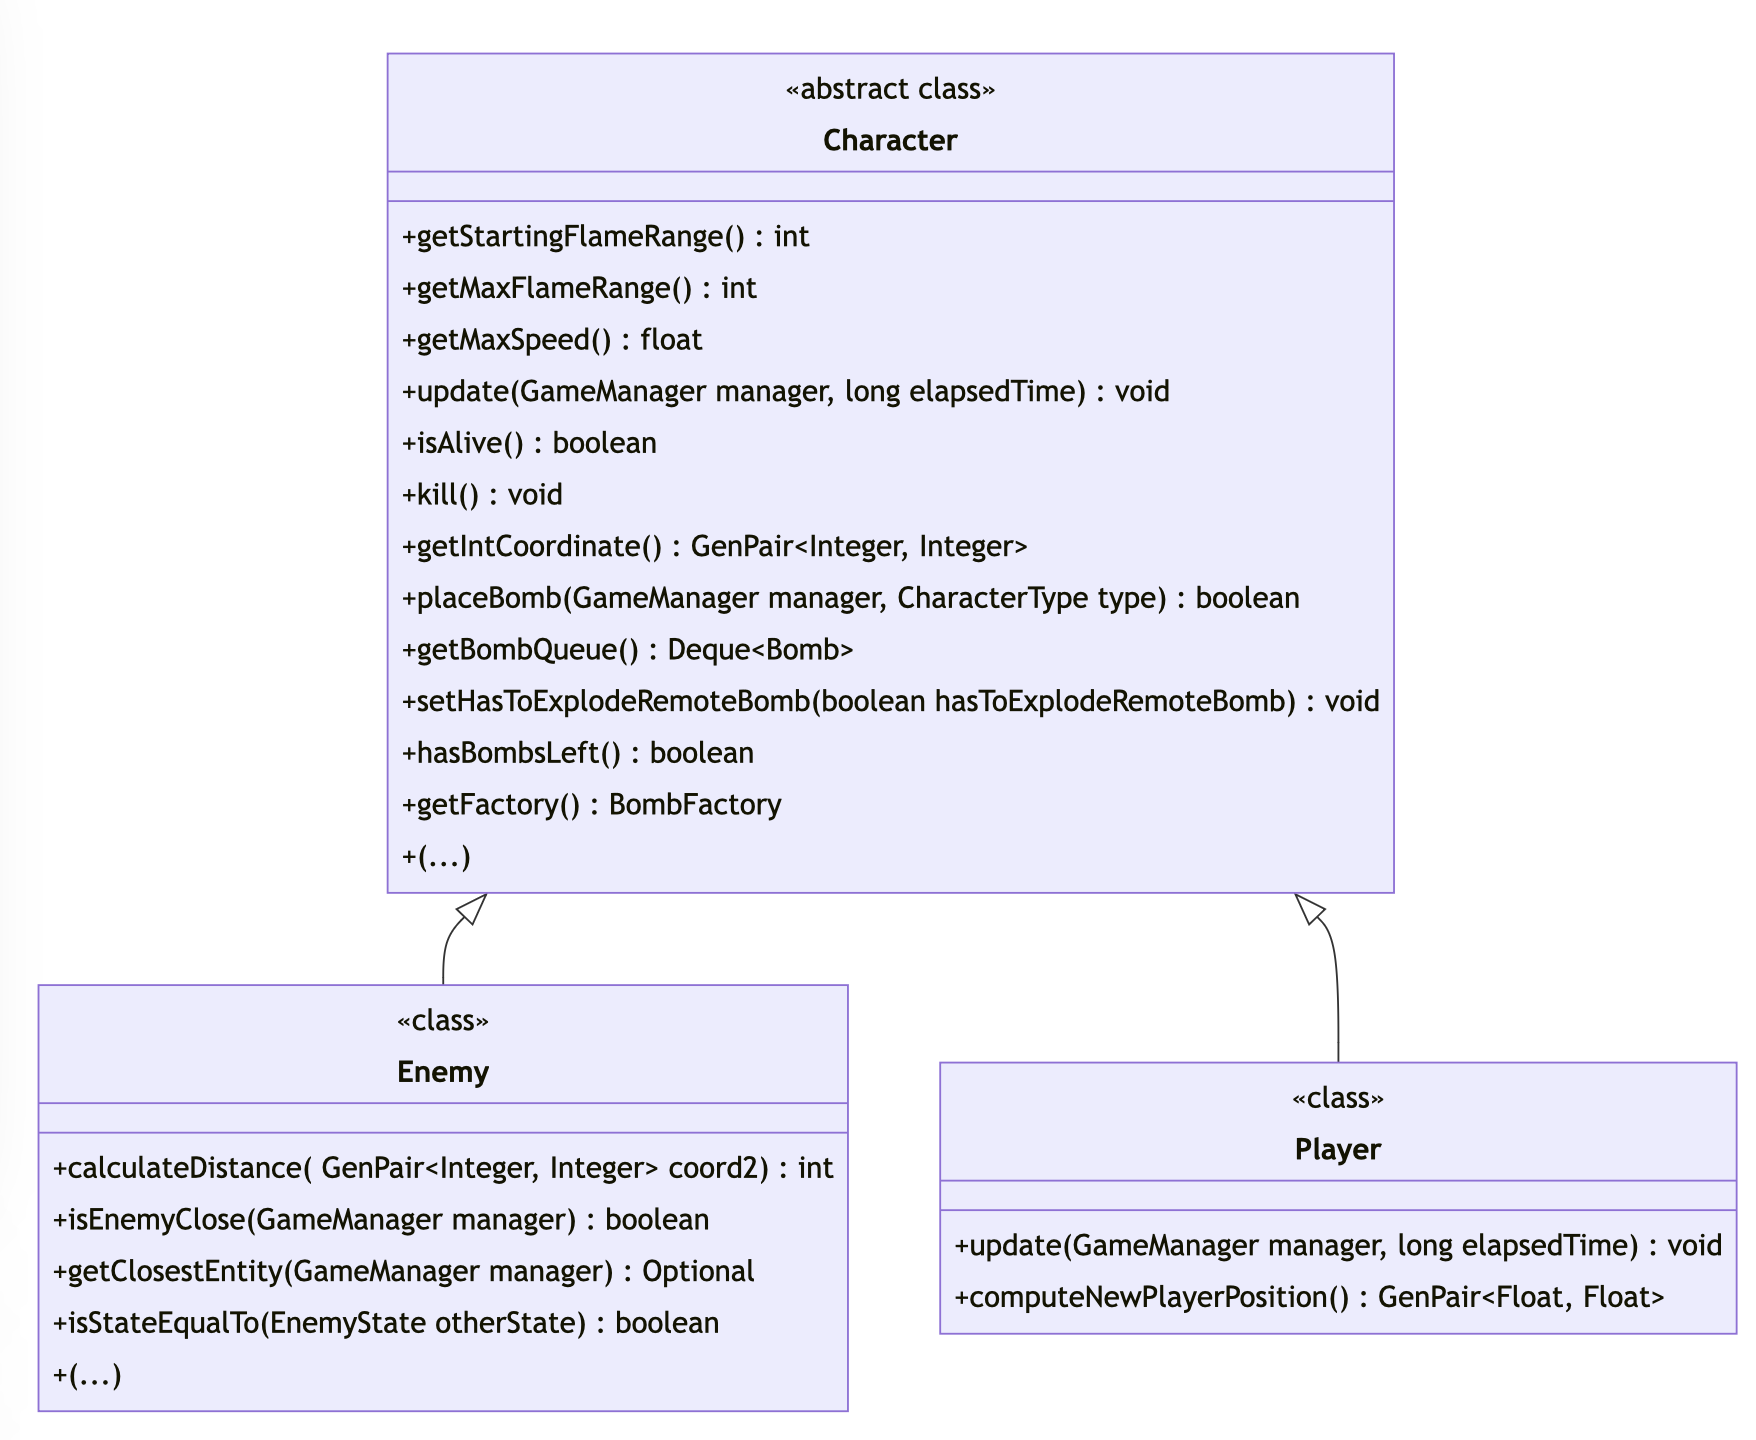 «abstract class»
Character
+getStartingFlameRange() : int
+getMaxFlameRange() : int
+getMaxSpeed() : float
+update(GameManager manager, long elapsedTime) : void
+isAlive() : boolean
+kill() : void
+getIntCoordinate() : GenPair<Integer, Integer>
+placeBomb(GameManager manager, CharacterType type) : boolean
+getBombQueue() : Deque<Bomb>
+setHasToExplodeRemoteBomb(boolean hasToExplodeRemoteBomb) : void
+hasBombsLeft() : boolean
+getFactory() : BombFactory
+(...)
«class»
Enemy
+calculateDistance( GenPair<Integer, Integer> coord2) : int
+isEnemyClose(GameManager manager) : boolean
+getClosestEntity(GameManager manager) : Optional
+isStateEqualTo(EnemyState otherState) : boolean
+(...)
«class»
Player
+update(GameManager manager, long elapsedTime) : void
+computeNewPlayerPosition() : GenPair<Float, Float>